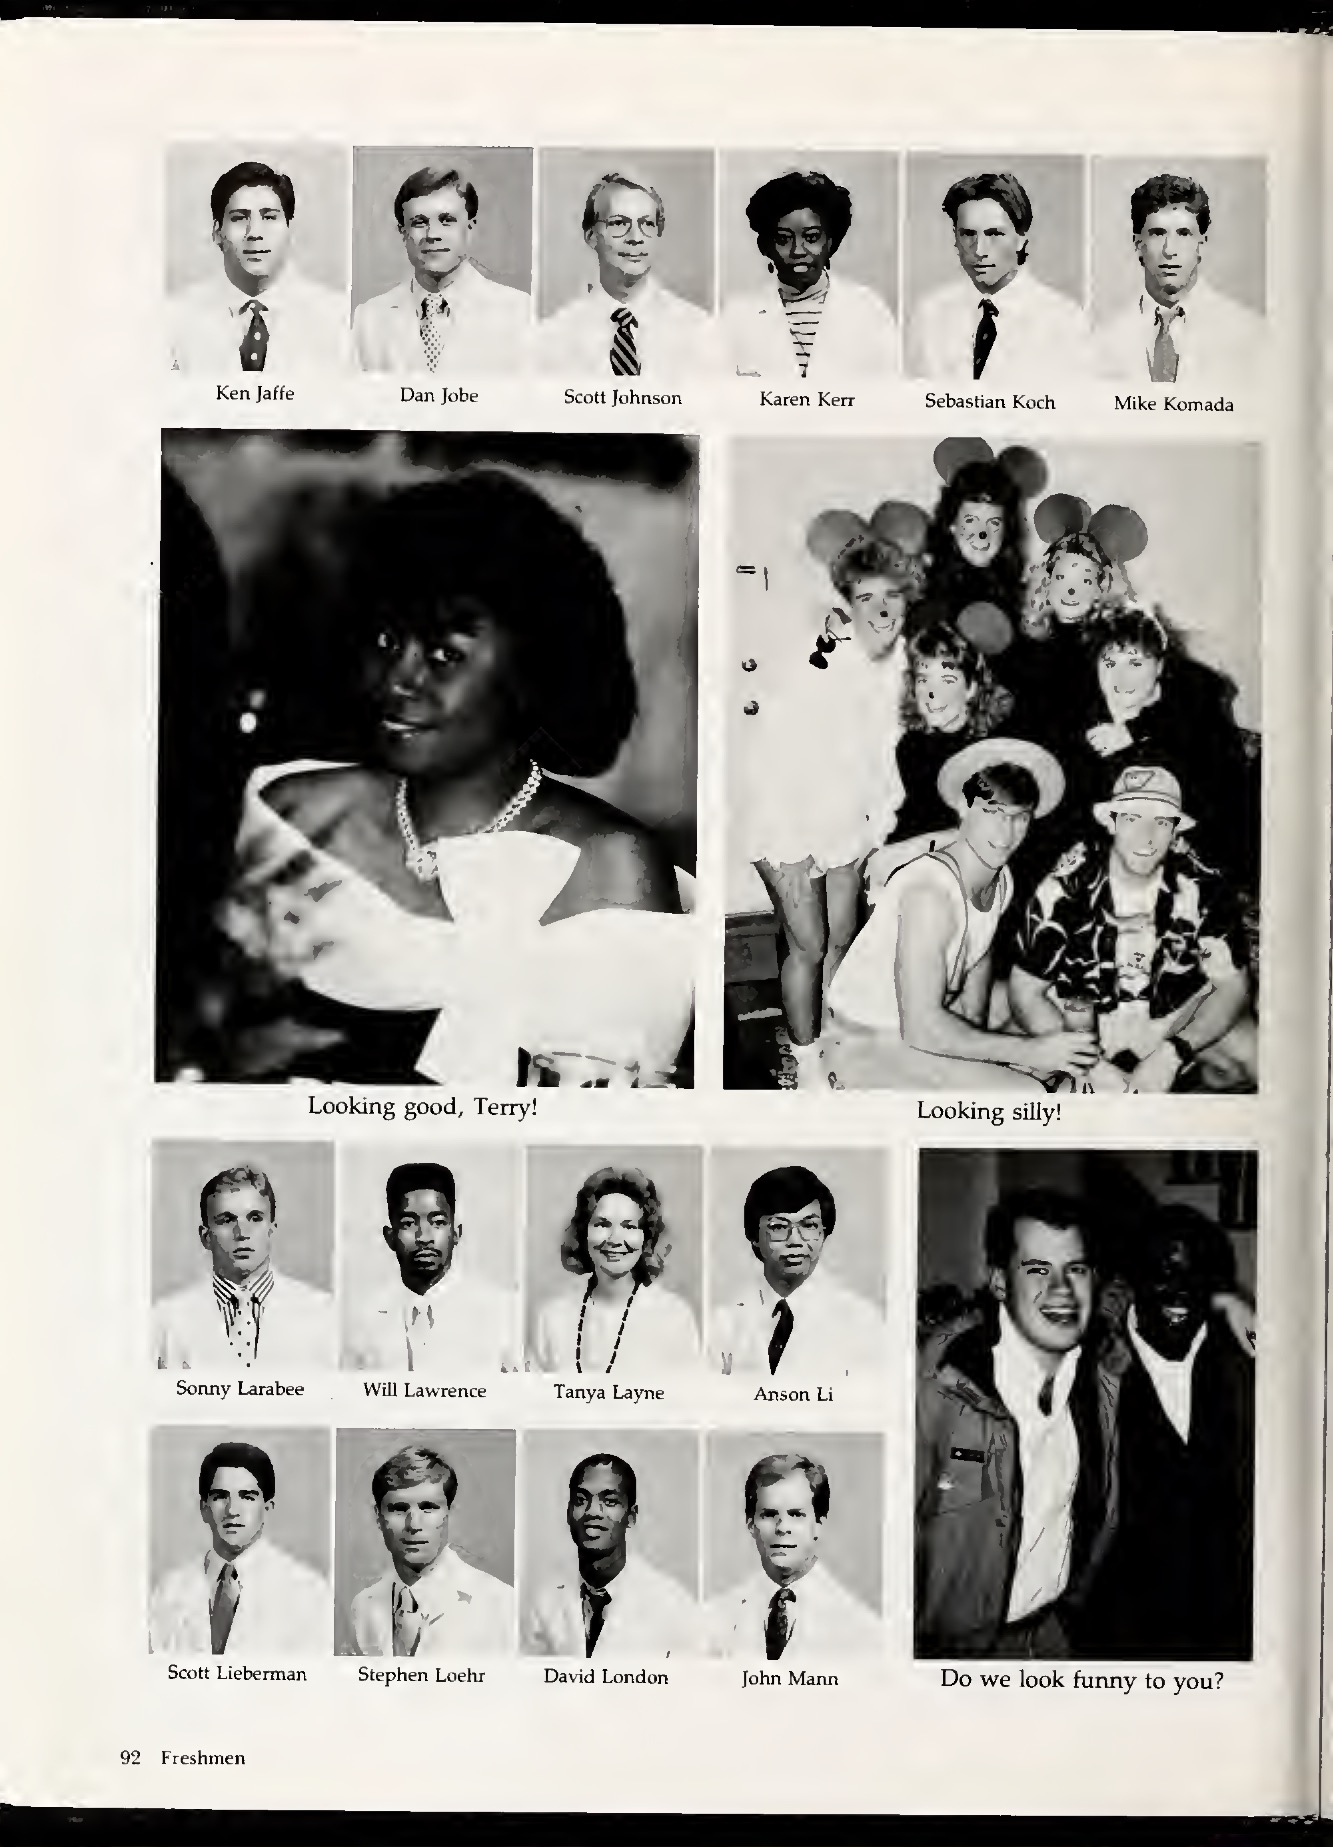 Ken Jaffe
Dan Jobe
Scott Johnson
Karen Kerr
Sebastian Koch
Mike Komada
Looking good, Terry!
Looking silly!
Sonny Larabee
Will Lawrence
Tanya Layne
Anson Li
Scott Lieberman
Stephen Loehr
David London
John Mann
Do we look funny to you?
92 Freshmen